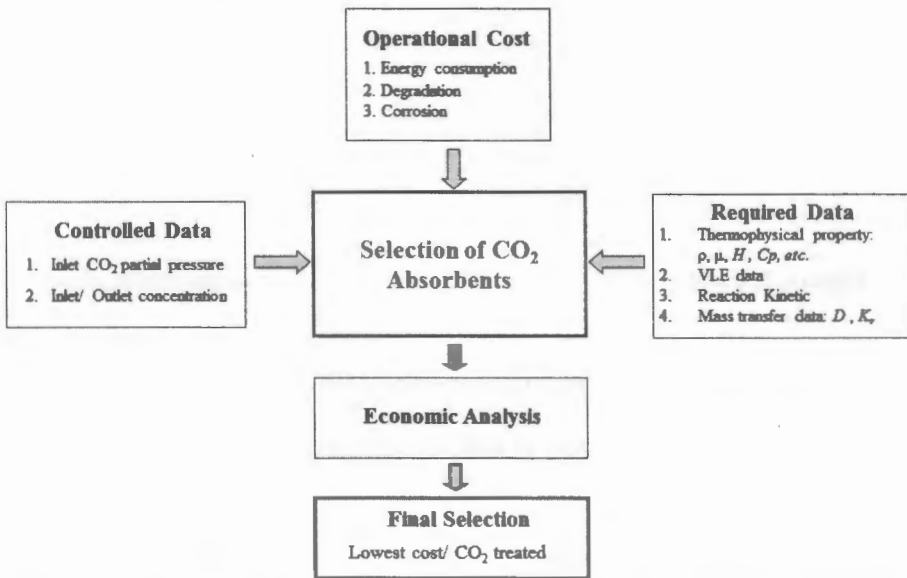 Operational Cost
1. Energy consumption
2. Degradation
3. Corrosion
Controlled Data
1. Inlet CO₂ partial pressure
2. Inlet/ Outlet concentration
Selection of CO₂
Absorbents
Required Data
1. Thermophysical property:
ρ, μ, H, Cp, etc.
2. VLE data
3. Reaction Kinetic
4. Mass transfer data: D, Kᵥ
Economic Analysis
Final Selection
Lowest cost/ CO₂ treated